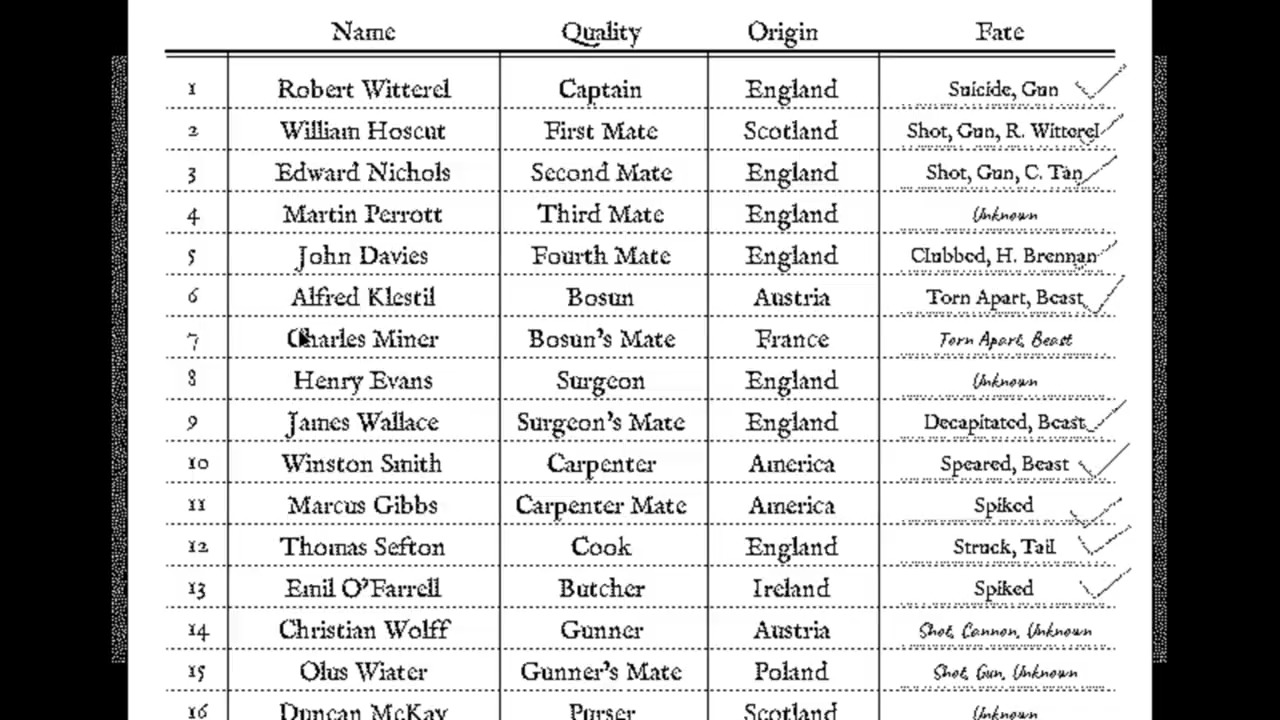 Name Quality Origin Fate
1 Robert Witterel Captain England Suicide, Gun
2 William Hoscut First Mate Scotland Shot, Gun, R. Witterel
3 Edward Nichols Second Mate England Shot, Gun, C. Tan
4 Martin Perrott Third Mate England Unknown
5 John Davies Fourth Mate England Clubbed, H. Brennan
6 Alfred Klestil Bosun Austria Torn Apart, Beast
7 Charles Miner Bosun's Mate France Torn Apart, Beast
8 Henry Evans Surgeon England Unknown
9 James Wallace Surgeon's Mate England Decapitated, Beast
10 Winston Smith Carpenter America Speared, Beast
11 Marcus Gibbs Carpenter Mate America Spiked
12 Thomas Sefton Cook England Struck, Tail
13 Emil O'Farrell Butcher Ireland Spiked
14 Christian Wolff Gunner Austria Shot, Cannon, Unknown
15 Olus Wiater Gunner's Mate Poland Shot, Gun, Unknown
16 Duncan McKay Purser Scotland Unknown